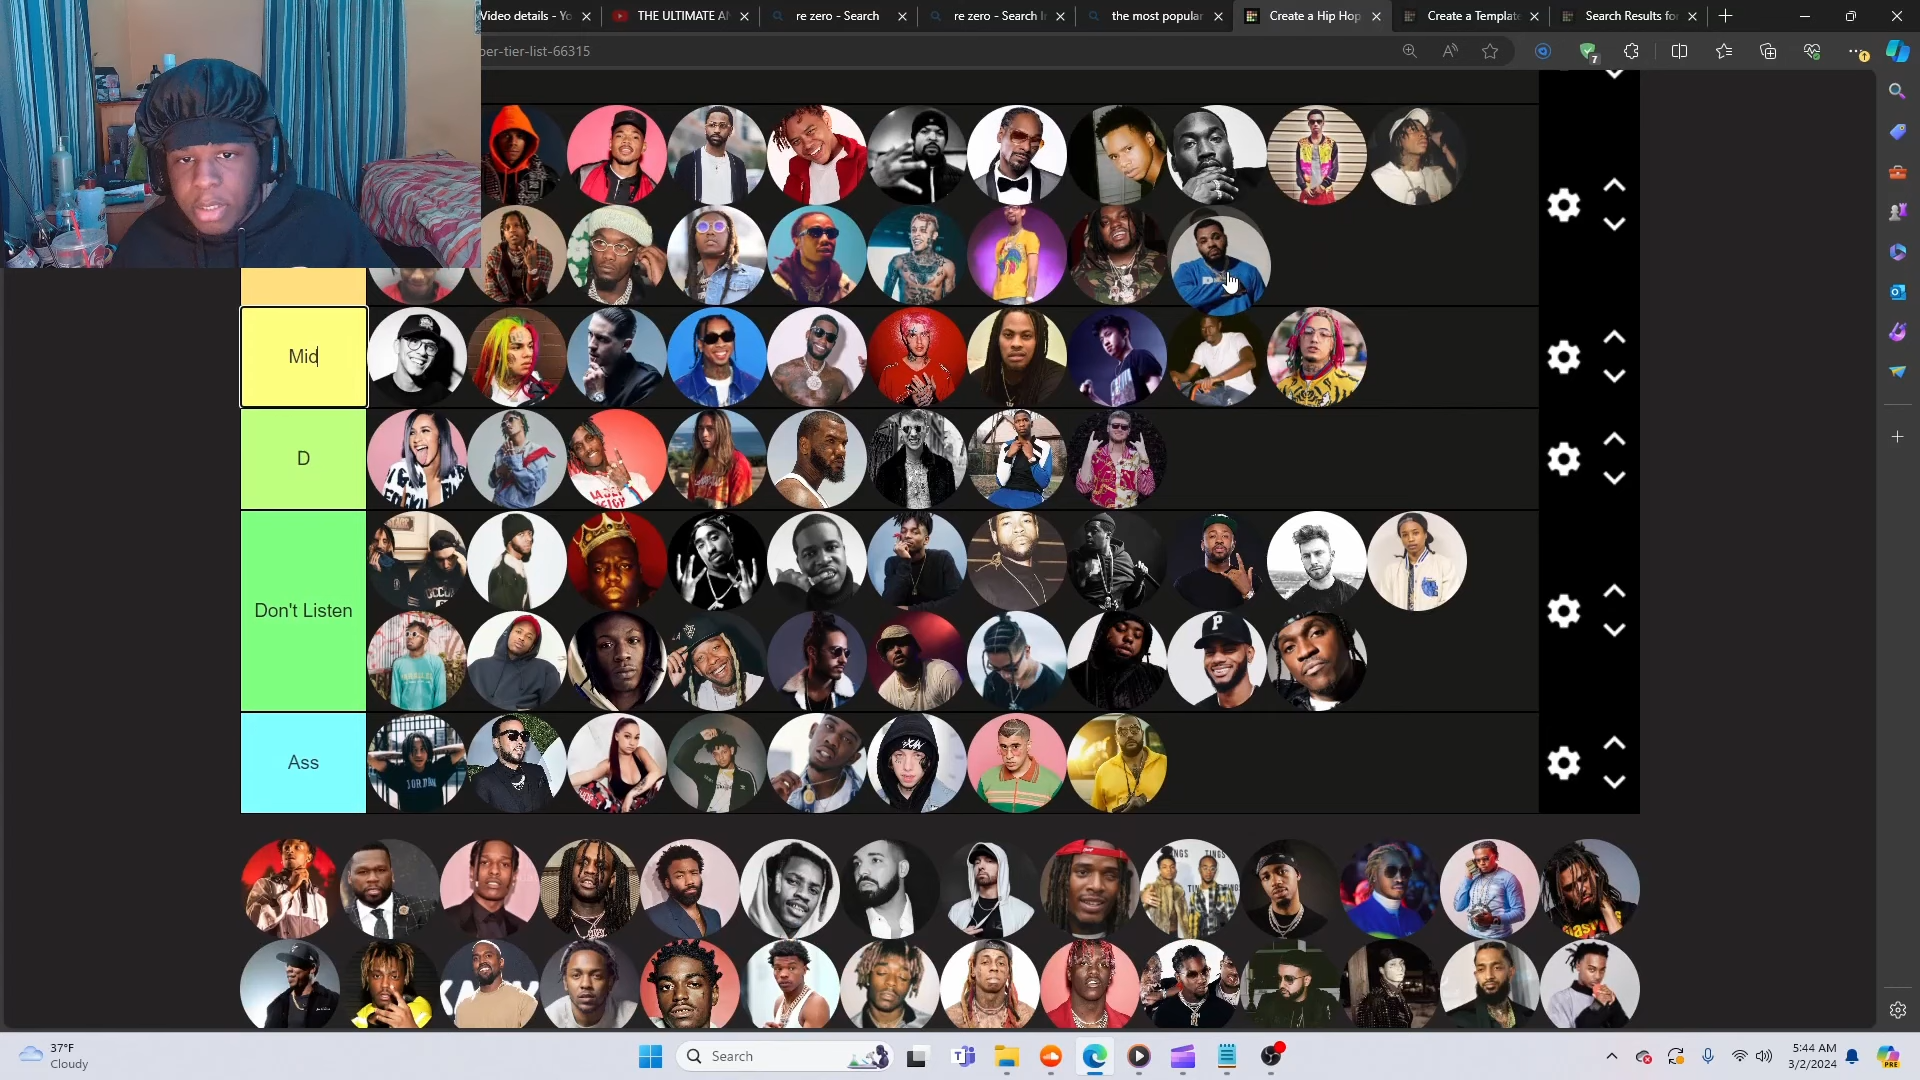 Video details - Yo
THE ULTIMATE A
re zero - Search
re zero - Search I
the most popular
Create a Hip Hop
Create a Template
Search Results fo
per-tier-list-66315
7
Mid
D
Don't Listen
Ass
37°F
Cloudy
Search
5:44 AM
3/2/2024
PRE